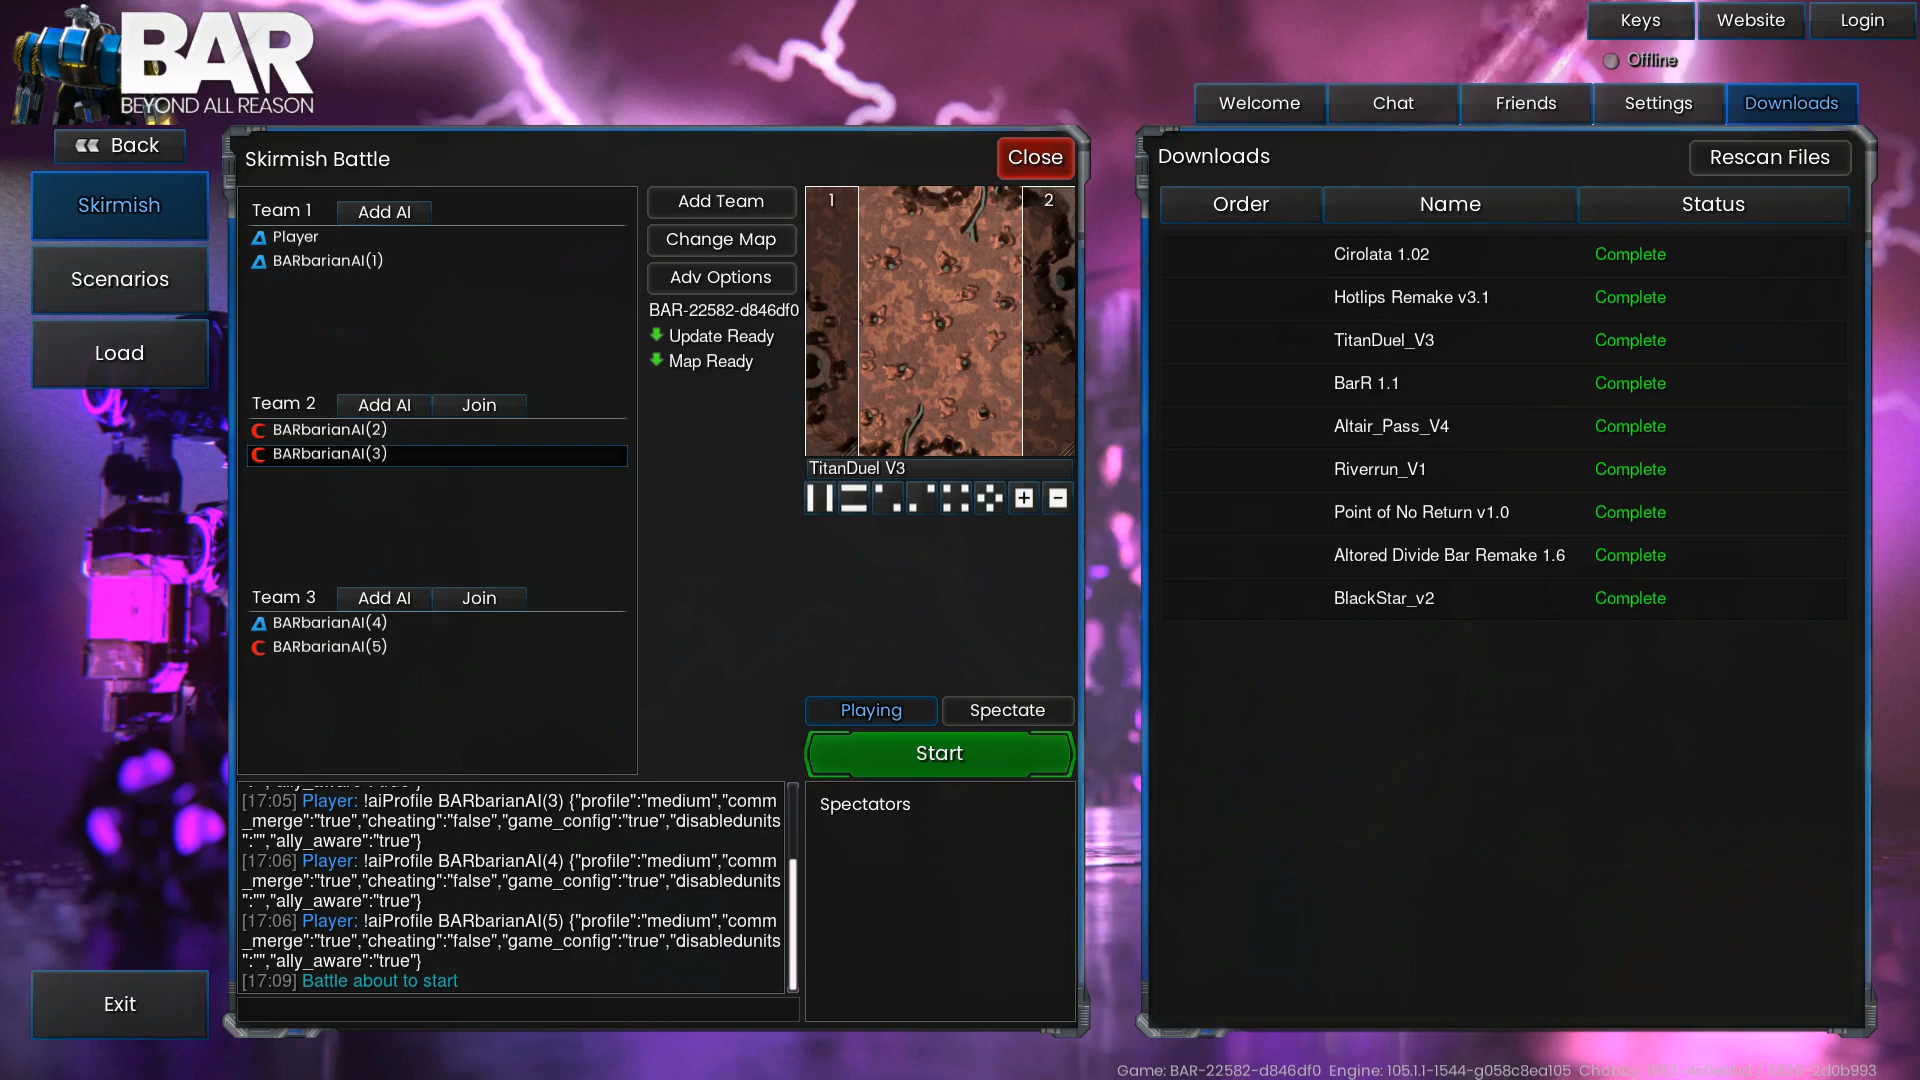 BAR
BEYOND ALL REASON
Keys
Website
Login
Offline
Welcome
Chat
Friends
Settings
Downloads
Back
Skirmish
Scenarios
Load
Exit
Skirmish Battle
Close
Team 1
Add AI
Player
BARbarianAI(1)
Team 2
Add AI
Join
BARbarianAI(2)
BARbarianAI(3)
Team 3
Add AI
Join
BARbarianAI(4)
BARbarianAI(5)
Add Team
Change Map
Adv Options
BAR-22582-d846df0
Update Ready
Map Ready
1
2
TitanDuel V3
Playing
Spectate
Start
[17:05] Player: !aiProfile BARbarianAI(3) {"profile":"medium","comm
_merge":"true","cheating":"false","game_config":"true","disabledunits
":"","ally_aware":"true"}
[17:06] Player: !aiProfile BARbarianAI(4) {"profile":"medium","comm
_merge":"true","cheating":"false","game_config":"true","disabledunits
":"","ally_aware":"true"}
[17:06] Player: !aiProfile BARbarianAI(5) {"profile":"medium","comm
_merge":"true","cheating":"false","game_config":"true","disabledunits
":"","ally_aware":"true"}
[17:09] Battle about to start
Spectators
Downloads
Rescan Files
Order
Name
Status
Cirolata 1.02
Complete
Hotlips Remake v3.1
Complete
TitanDuel_V3
Complete
BarR 1.1
Complete
Altair_Pass_V4
Complete
Riverrun_V1
Complete
Point of No Return v1.0
Complete
Altored Divide Bar Remake 1.6
Complete
BlackStar_v2
Complete
Game: BAR-22582-d846df0 Engine: 105.1.1-1544-g058c8ea105